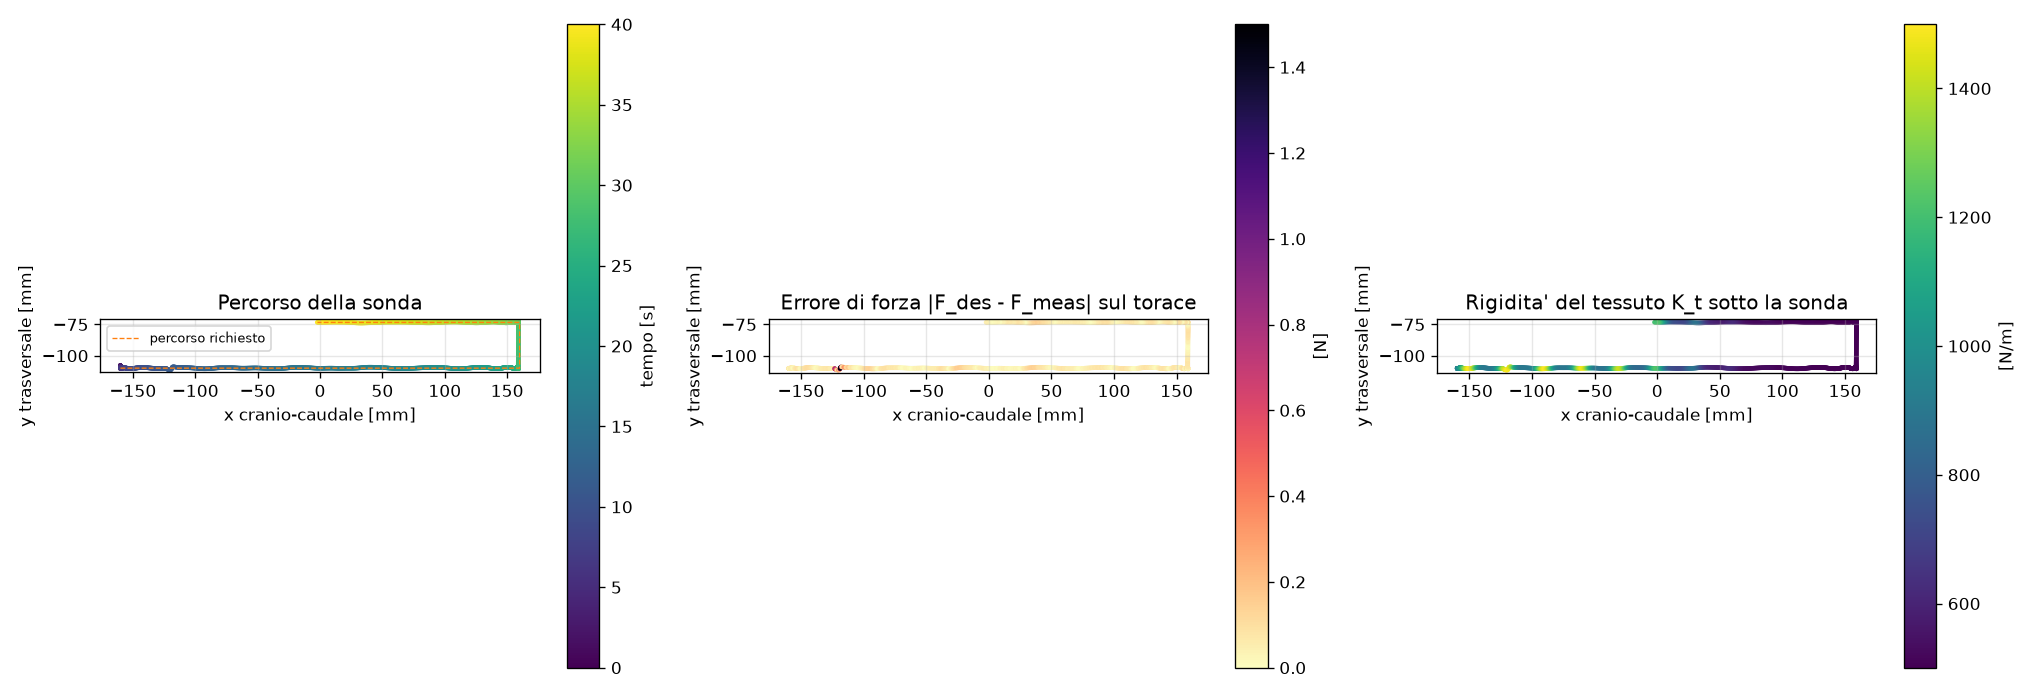 Percorso della sonda
y trasversale [mm]
−75
−100
percorso richiesto
−150 −100 −50 0 50 100 150
x cranio-caudale [mm]
40
35
30
25
20
15
10
5
0
tempo [s]
Errore di forza |F_des - F_meas| sul torace
y trasversale [mm]
−75
−100
−150 −100 −50 0 50 100 150
x cranio-caudale [mm]
1.4
1.2
1.0
0.8
0.6
0.4
0.2
0.0
[N]
Rigidita' del tessuto K_t sotto la sonda
y trasversale [mm]
−75
−100
−150 −100 −50 0 50 100 150
x cranio-caudale [mm]
1400
1200
1000
800
600
[N/m]